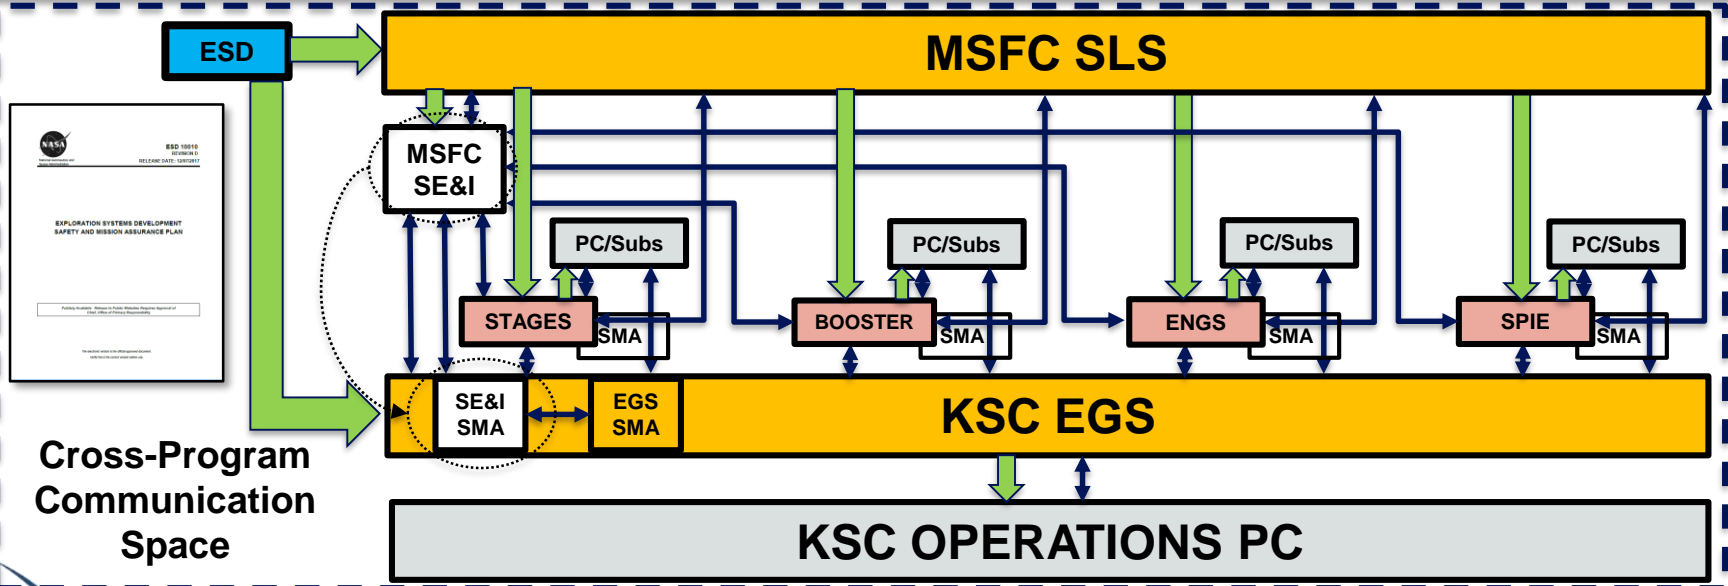 ESD
MSFC SLS
NASA
ESD 10010
REVISION D
RELEASE DATE: 12/07/2017
EXPLORATION SYSTEMS DEVELOPMENT
SAFETY AND MISSION ASSURANCE PLAN
MSFC
SE&I
PC/Subs
PC/Subs
PC/Subs
PC/Subs
STAGES
SMA
BOOSTER
SMA
ENGS
SMA
SPIE
SMA
SE&I
SMA
EGS
SMA
KSC EGS
Cross-Program
Communication
Space
KSC OPERATIONS PC